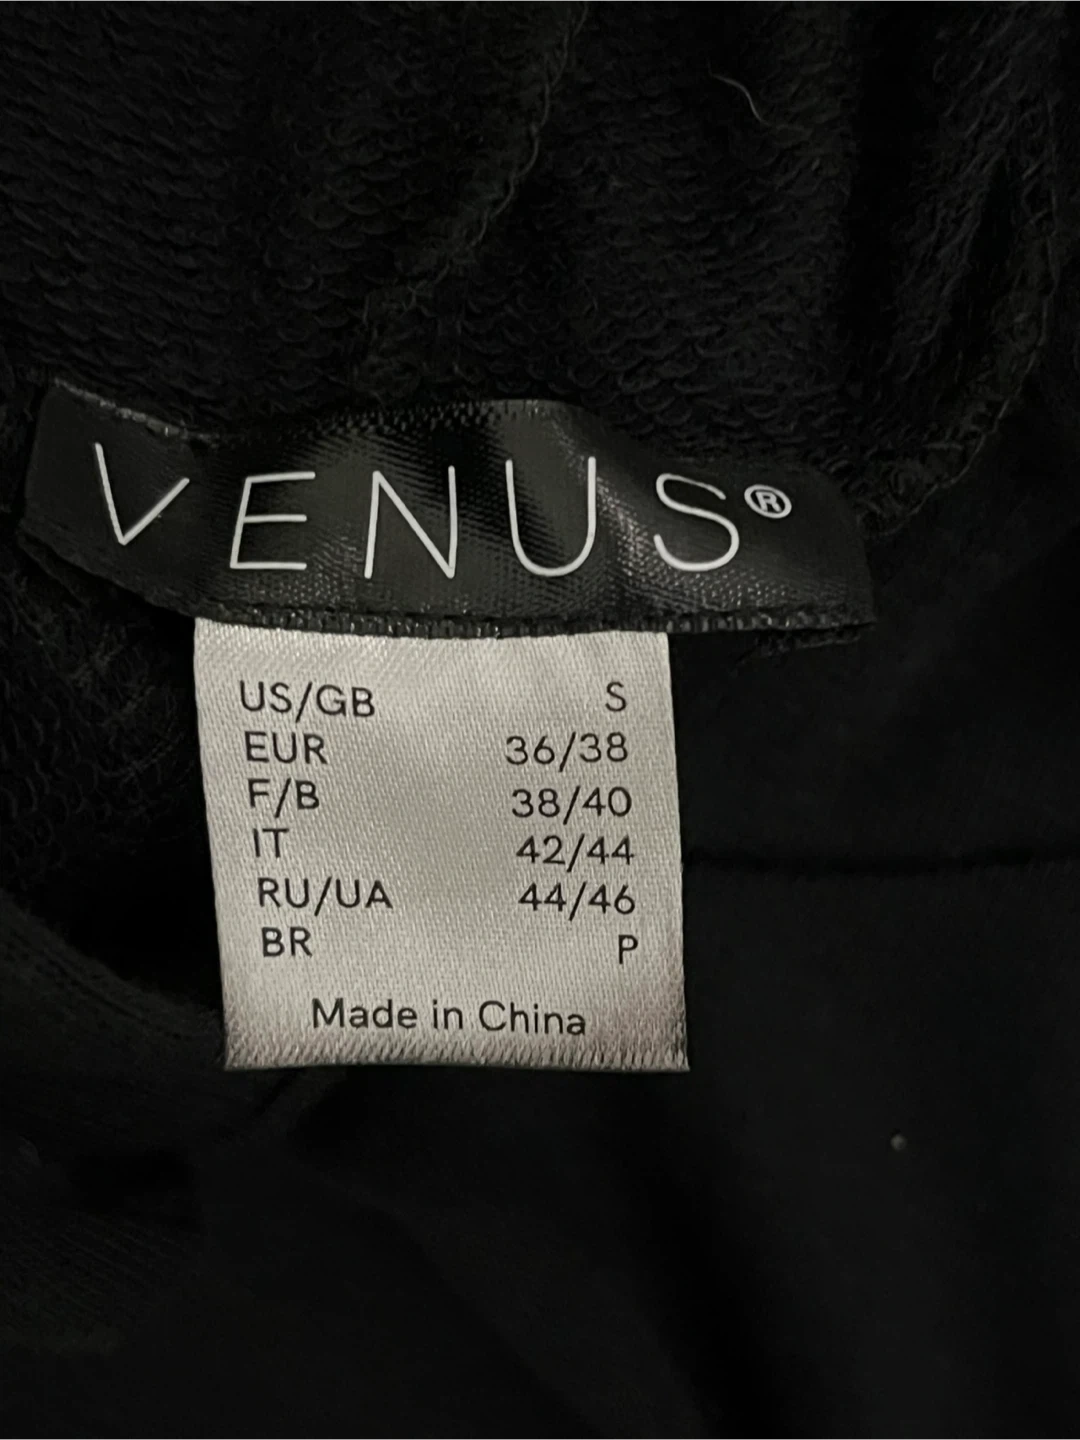 VENUS®
US/GB S
EUR 36/38
F/B 38/40
IT 42/44
RU/UA 44/46
BR P
Made in China